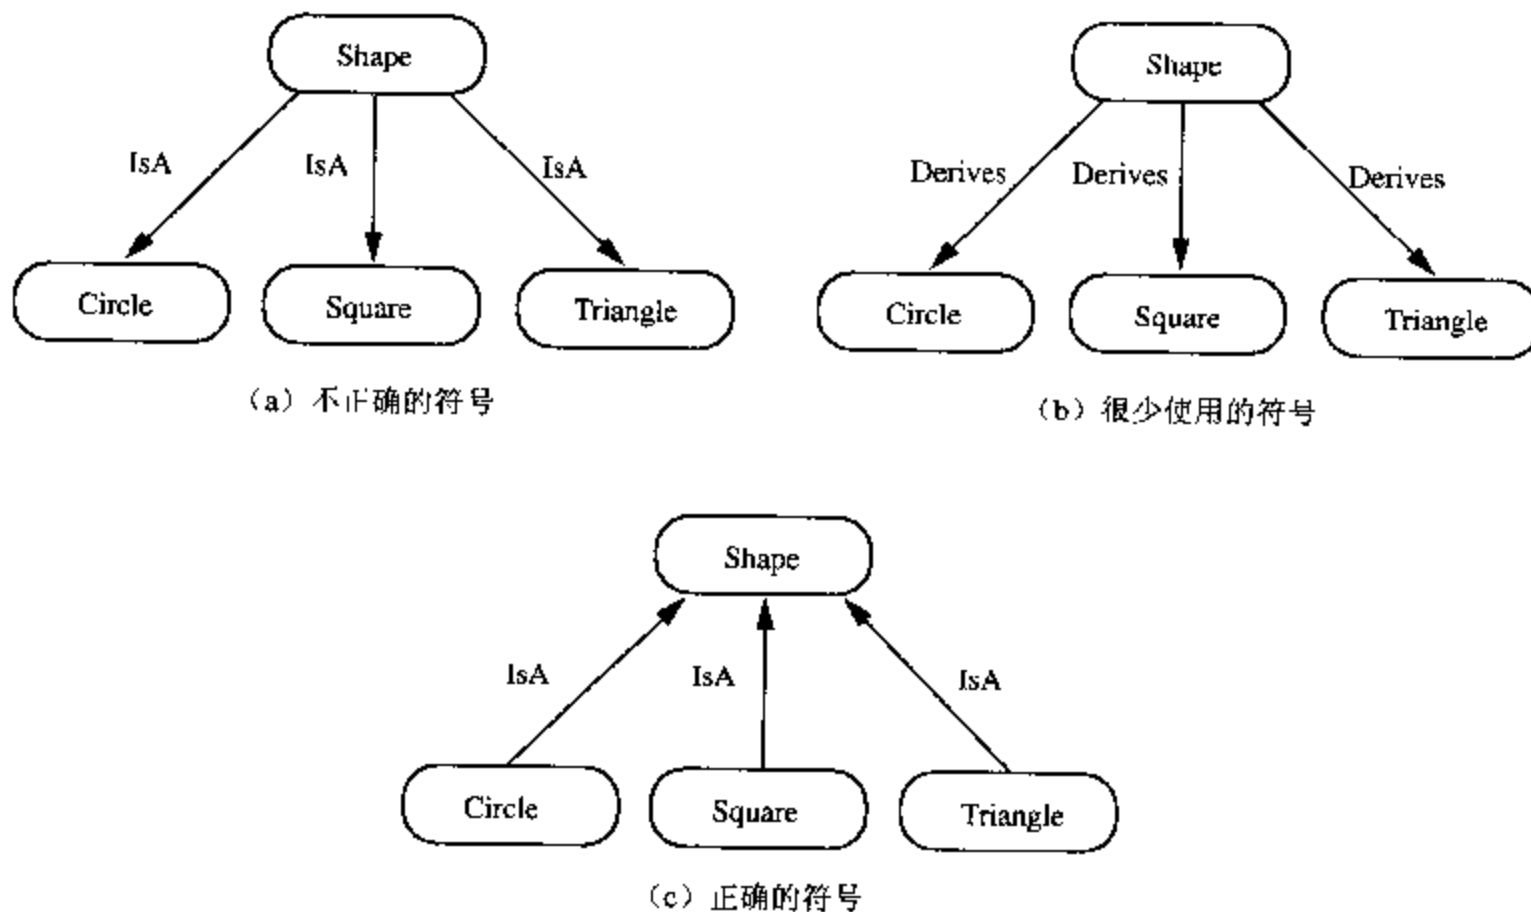 Shape
IsA
IsA
IsA
Circle
Square
Triangle
(a) 不正确的符号
Shape
Derives
Derives
Derives
Circle
Square
Triangle
(b) 很少使用的符号
Shape
IsA
IsA
IsA
Circle
Square
Triangle
(c) 正确的符号